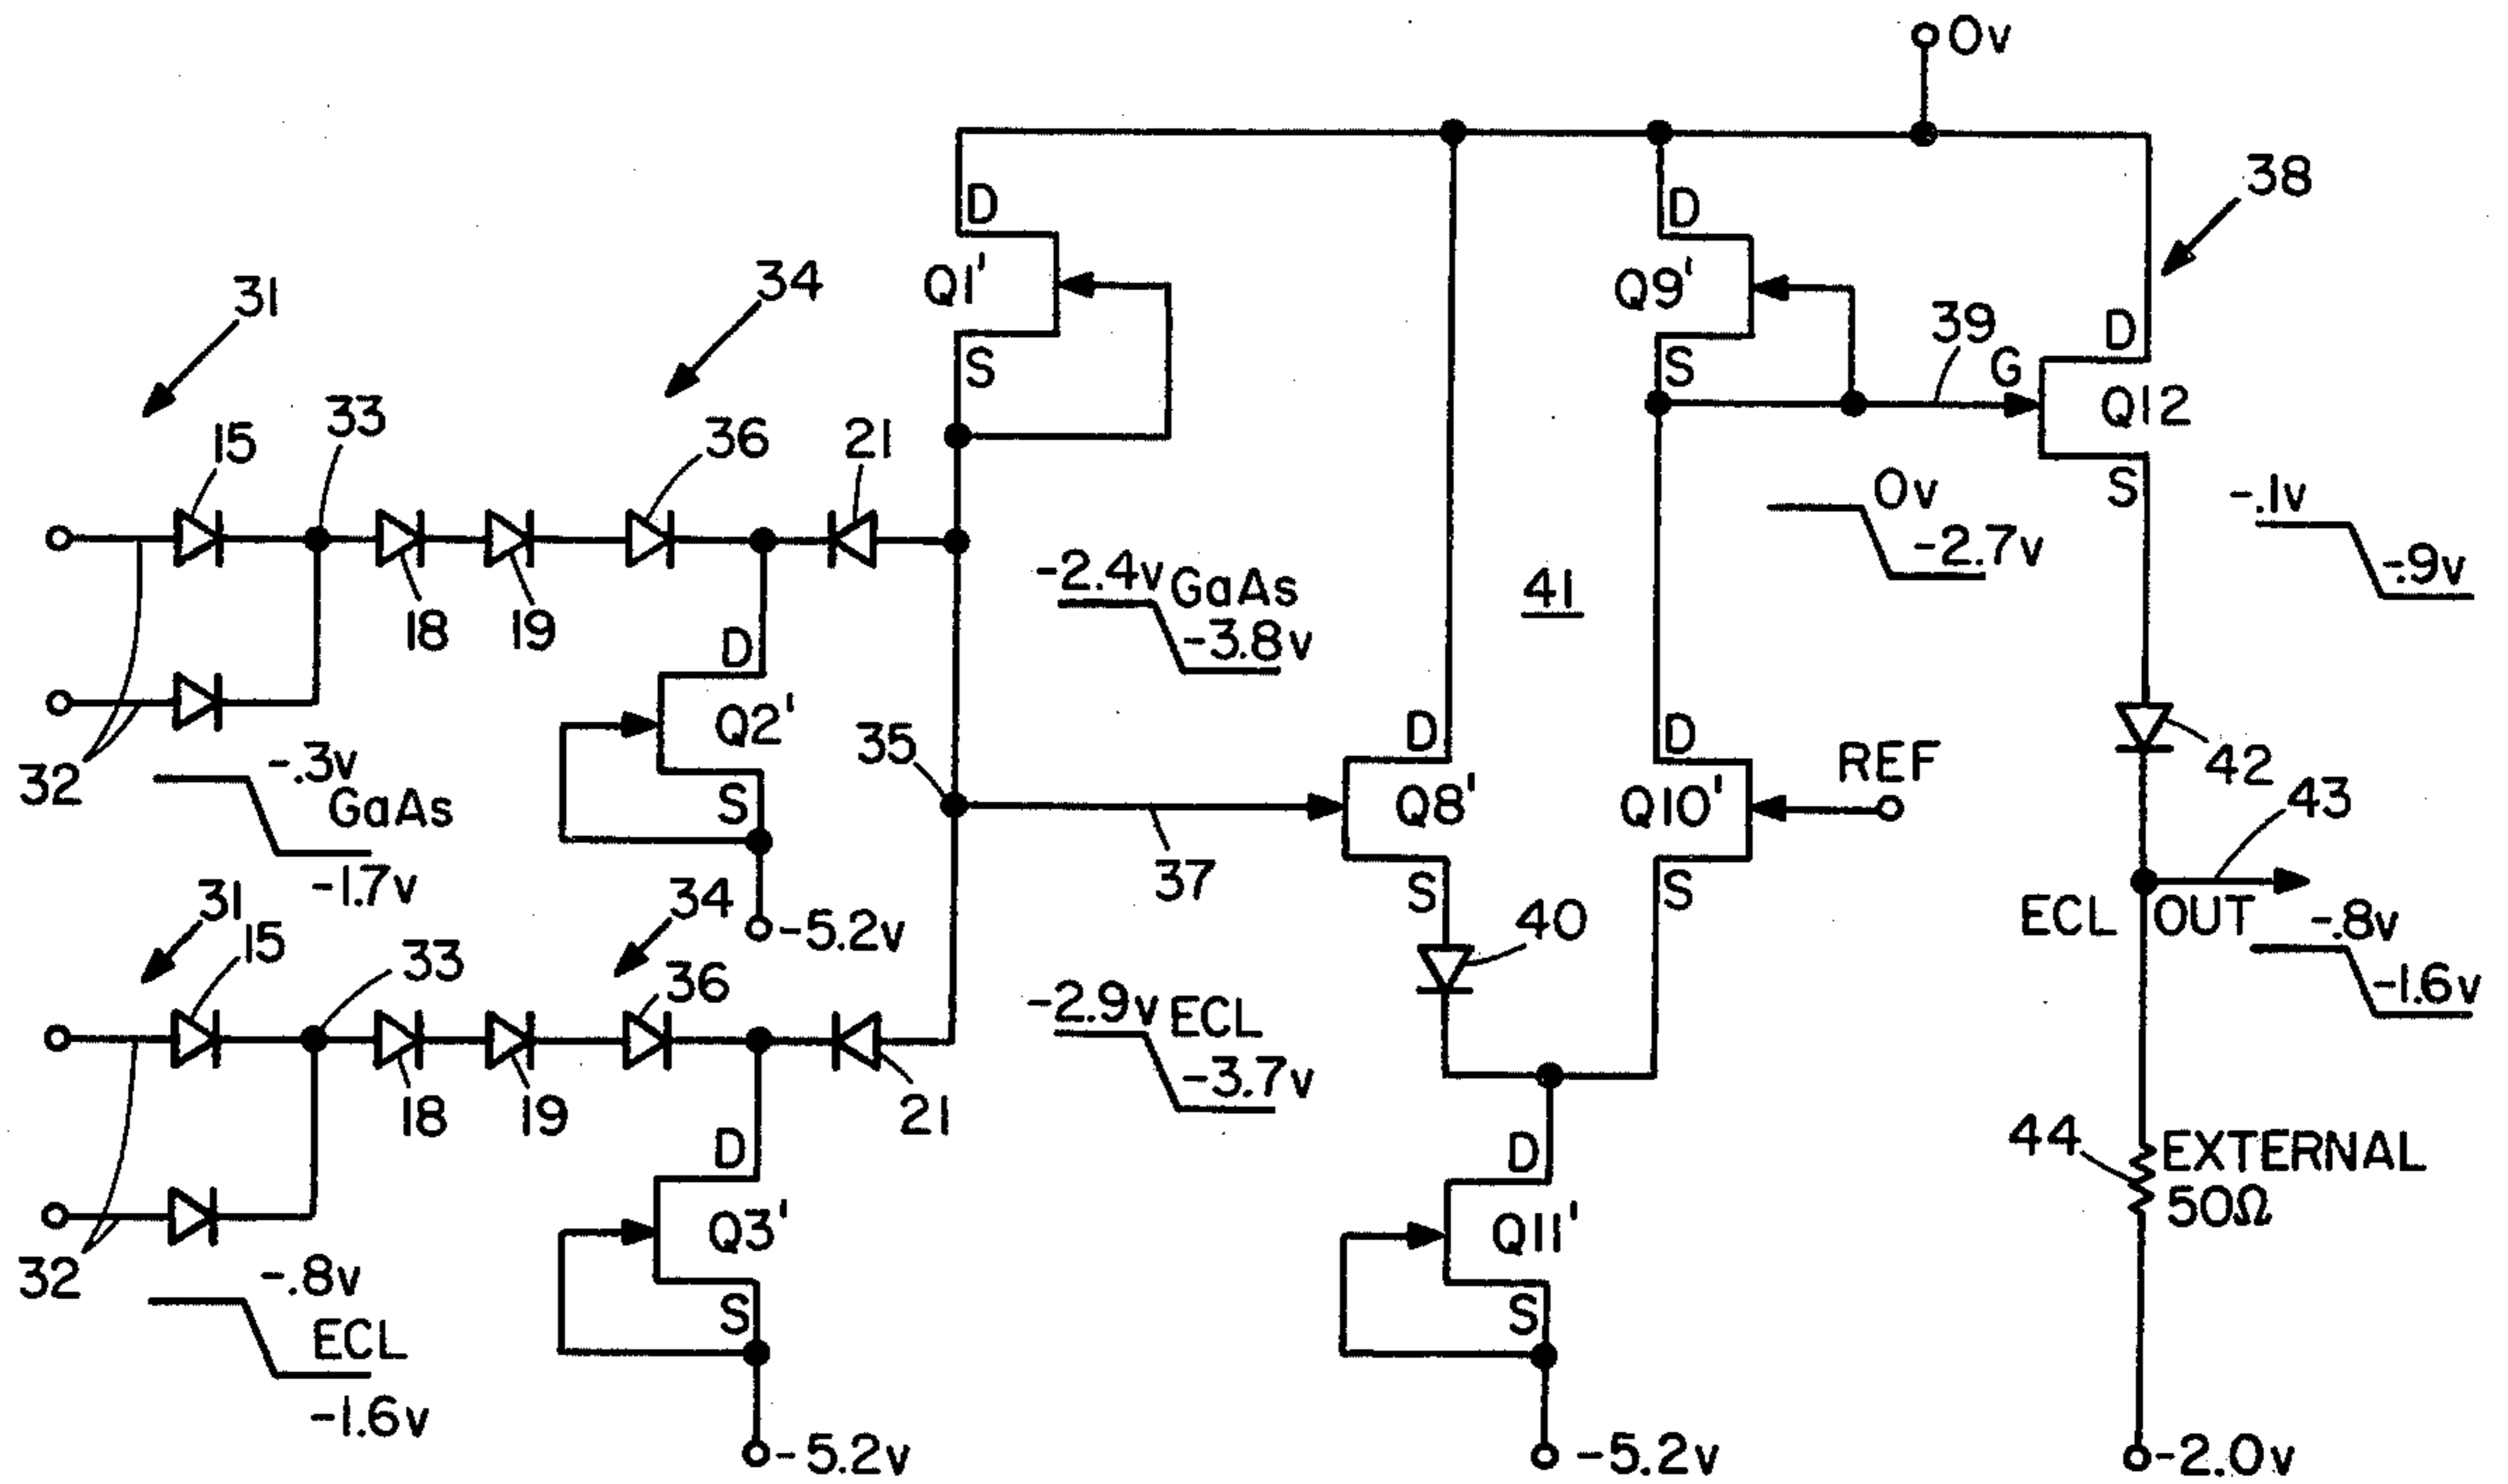 0v
38
D
D
31
34
Q1'
Q9'
39
D
S
S
G
Q12
15
33
36
21
-2.4v GaAs
-3.8v
41
0v
-2.7v
S
-.1v
-.9v
18
19
D
Q2'
S
35
D
Q8'
S
D
Q10'
S
REF
42
43
32
-.3v
GaAs
-1.7v
-5.2v
37
40
ECL OUT
-.8v
-1.6v
31
15
33
34
36
-2.9v ECL
-3.7v
18
19
21
D
Q3'
S
D
Q11'
S
44
EXTERNAL
50Ω
32
-.8v
ECL
-1.6v
-5.2v
-5.2v
-2.0v